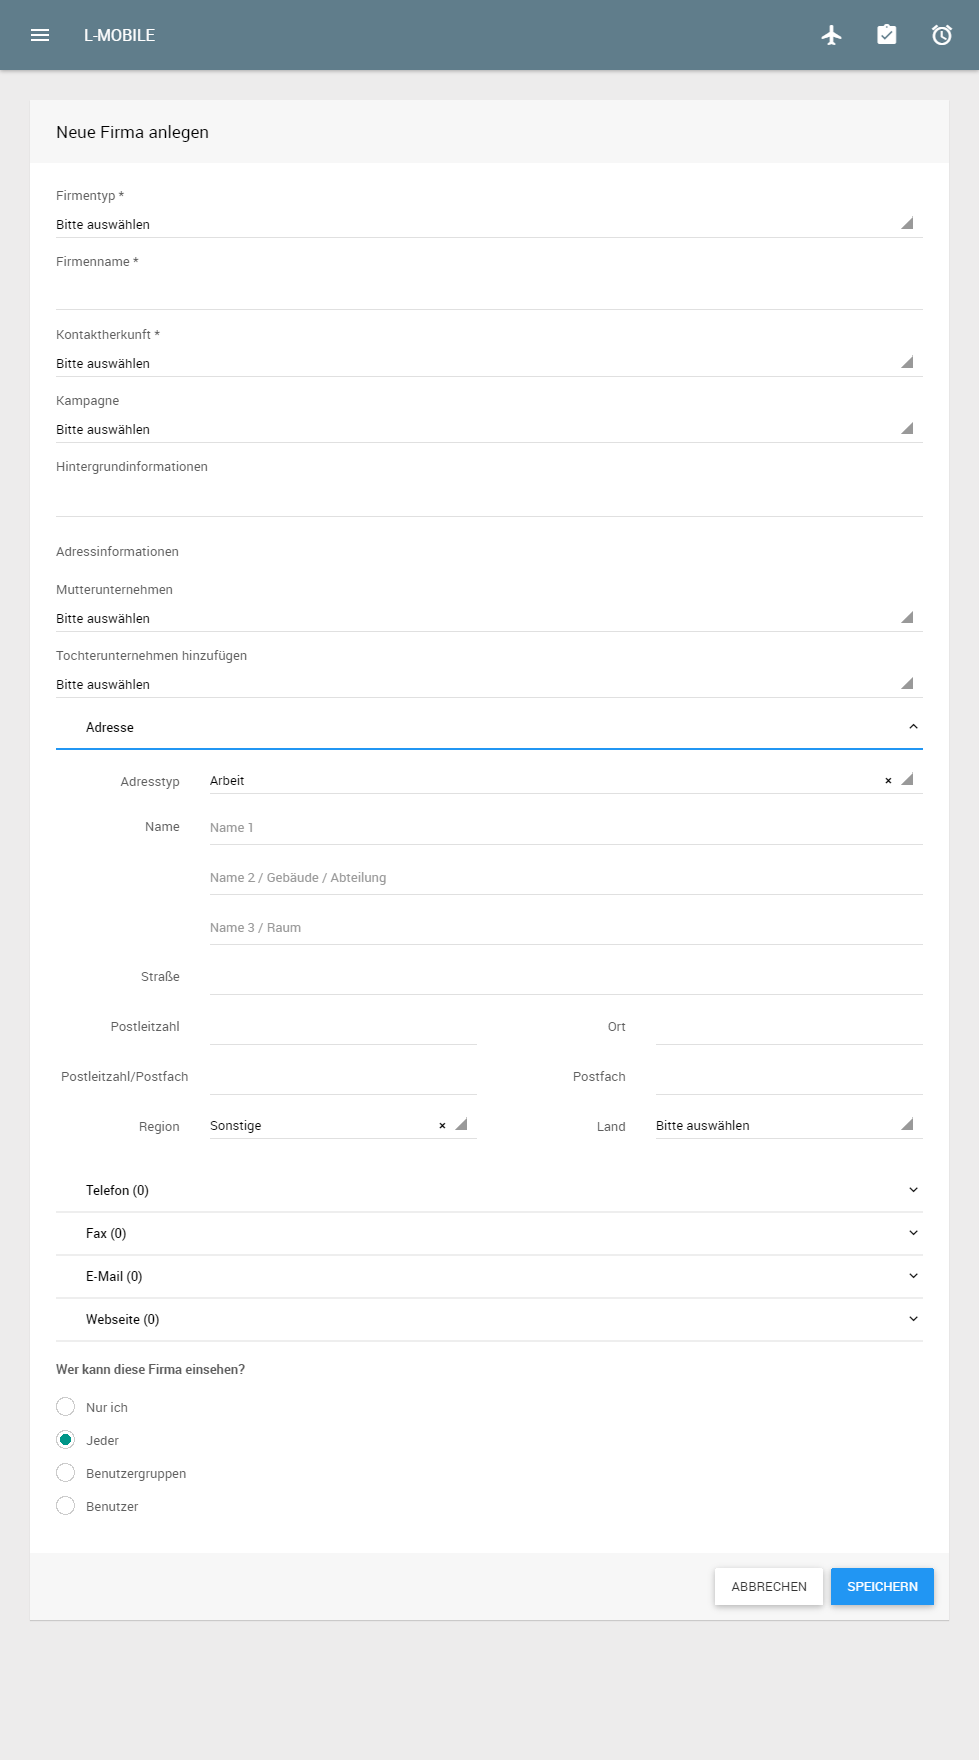 L-MOBILE
Neue Firma anlegen
Firmentyp *
Bitte auswählen
Firmenname *
Kontaktherkunft *
Bitte auswählen
Kampagne
Bitte auswählen
Hintergrundinformationen
Adressinformationen
Mutterunternehmen
Bitte auswählen
Tochterunternehmen hinzufügen
Bitte auswählen
Adresse
Adresstyp Arbeit ×
Name Name 1
Name 2 / Gebäude / Abteilung
Name 3 / Raum
Straße
Postleitzahl Ort
Postleitzahl/Postfach Postfach
Region Sonstige × Land Bitte auswählen
Telefon (0)
Fax (0)
E-Mail (0)
Webseite (0)
Wer kann diese Firma einsehen?
Nur ich
Jeder
Benutzergruppen
Benutzer
ABBRECHEN SPEICHERN